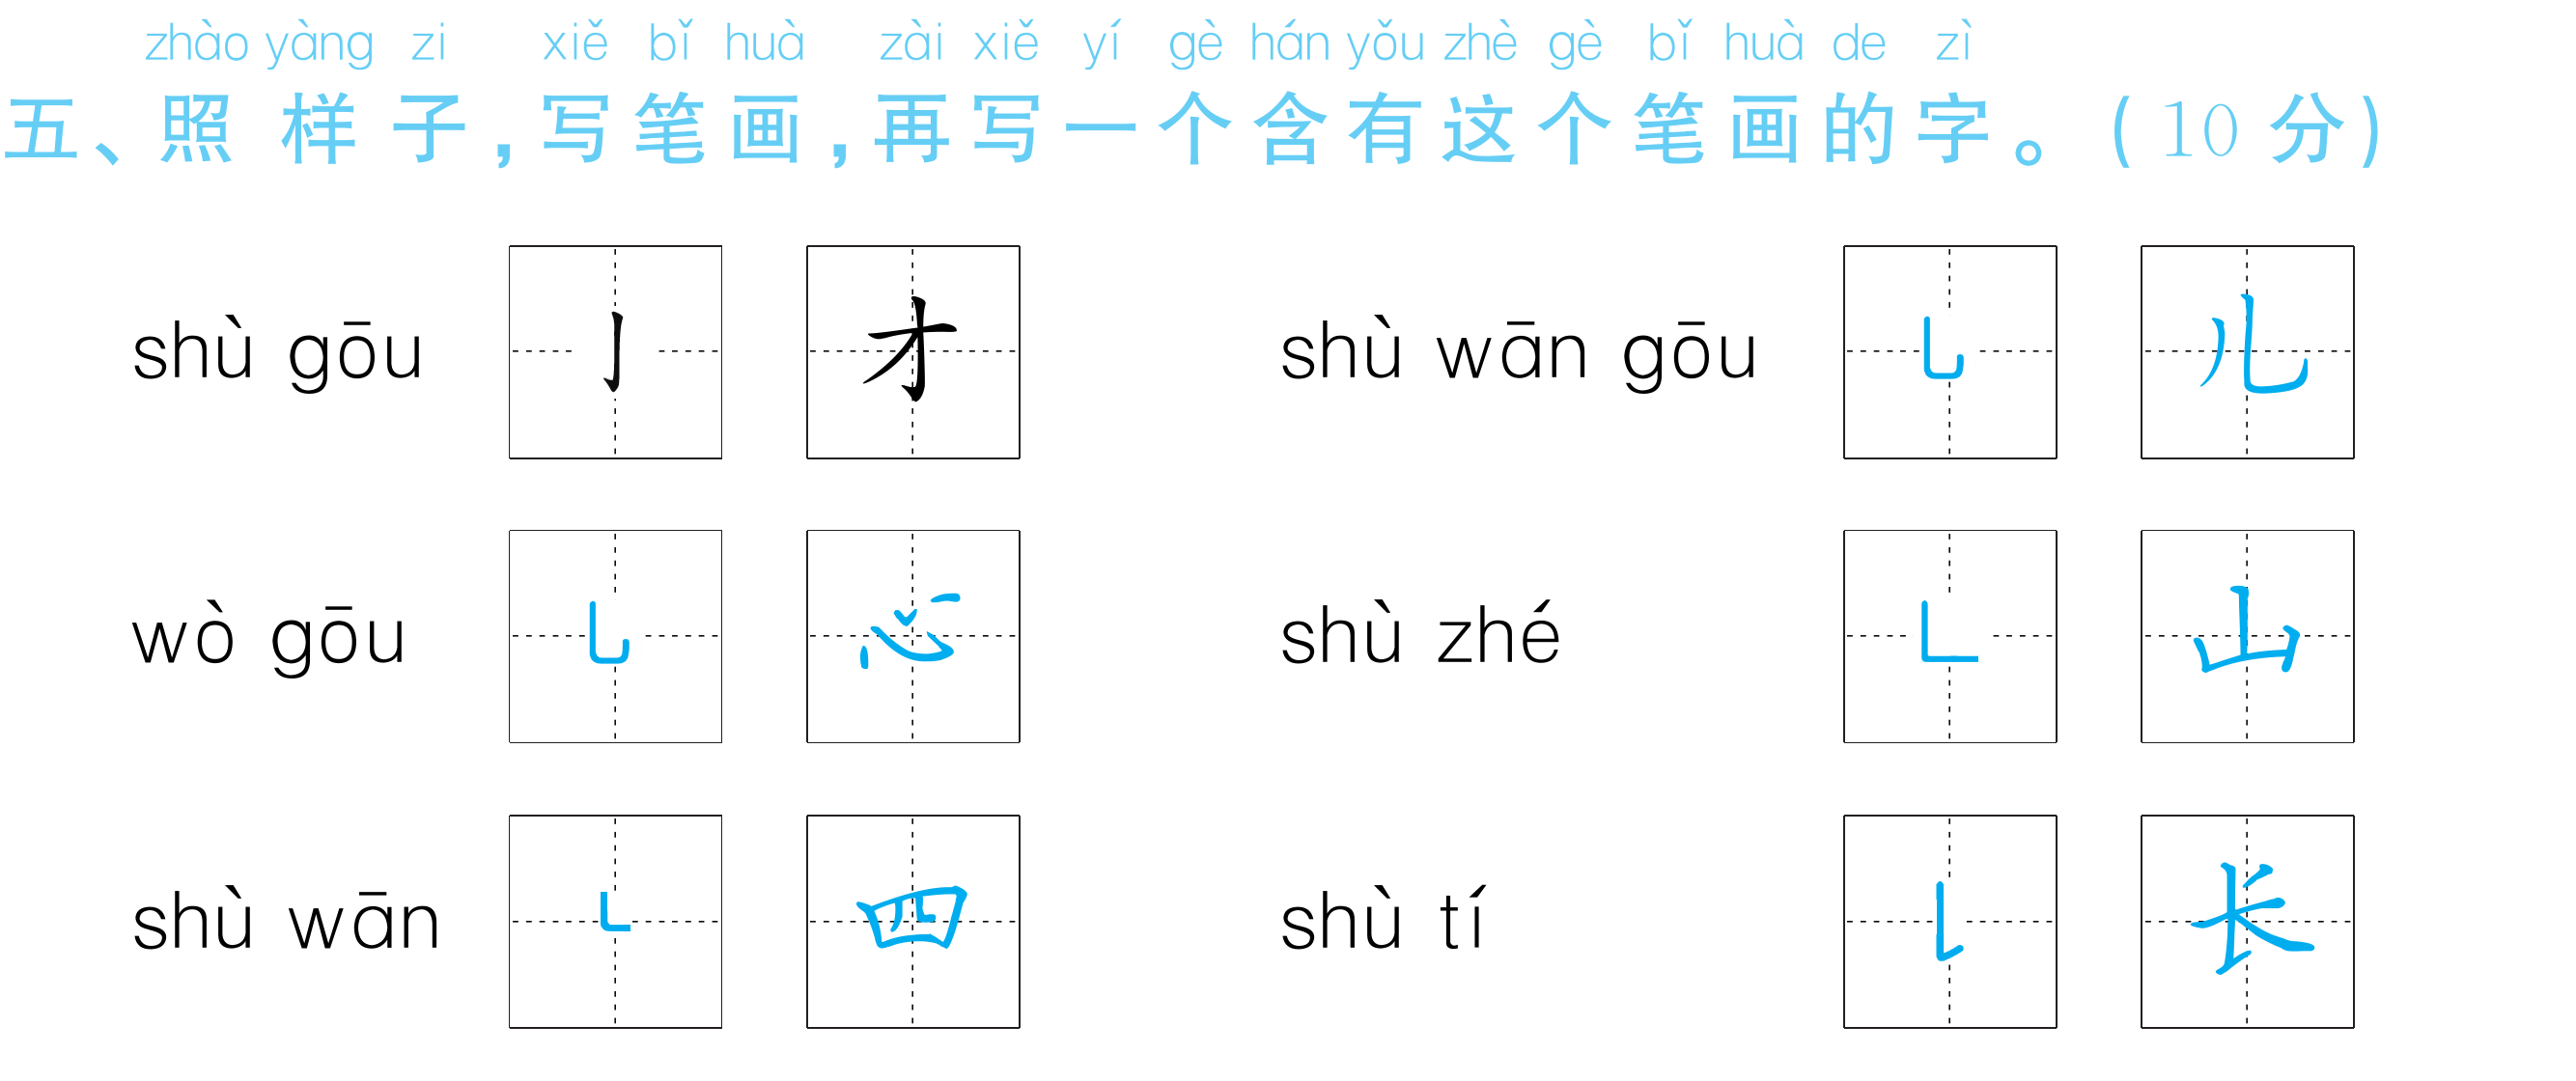 zhào yàng zi xiě bǐ huà zài xiě yí gè hán yǒu zhè gè bǐ huà de zì
五、照样子,写笔画,再写一个含有这个笔画的字。(10分)
shù gōu 亅 才 shù wān gōu 乚 儿
wò gōu 乚 心 shù zhé ㄴ 山
shù wān ㄴ 四 shù tí 𠄌 长